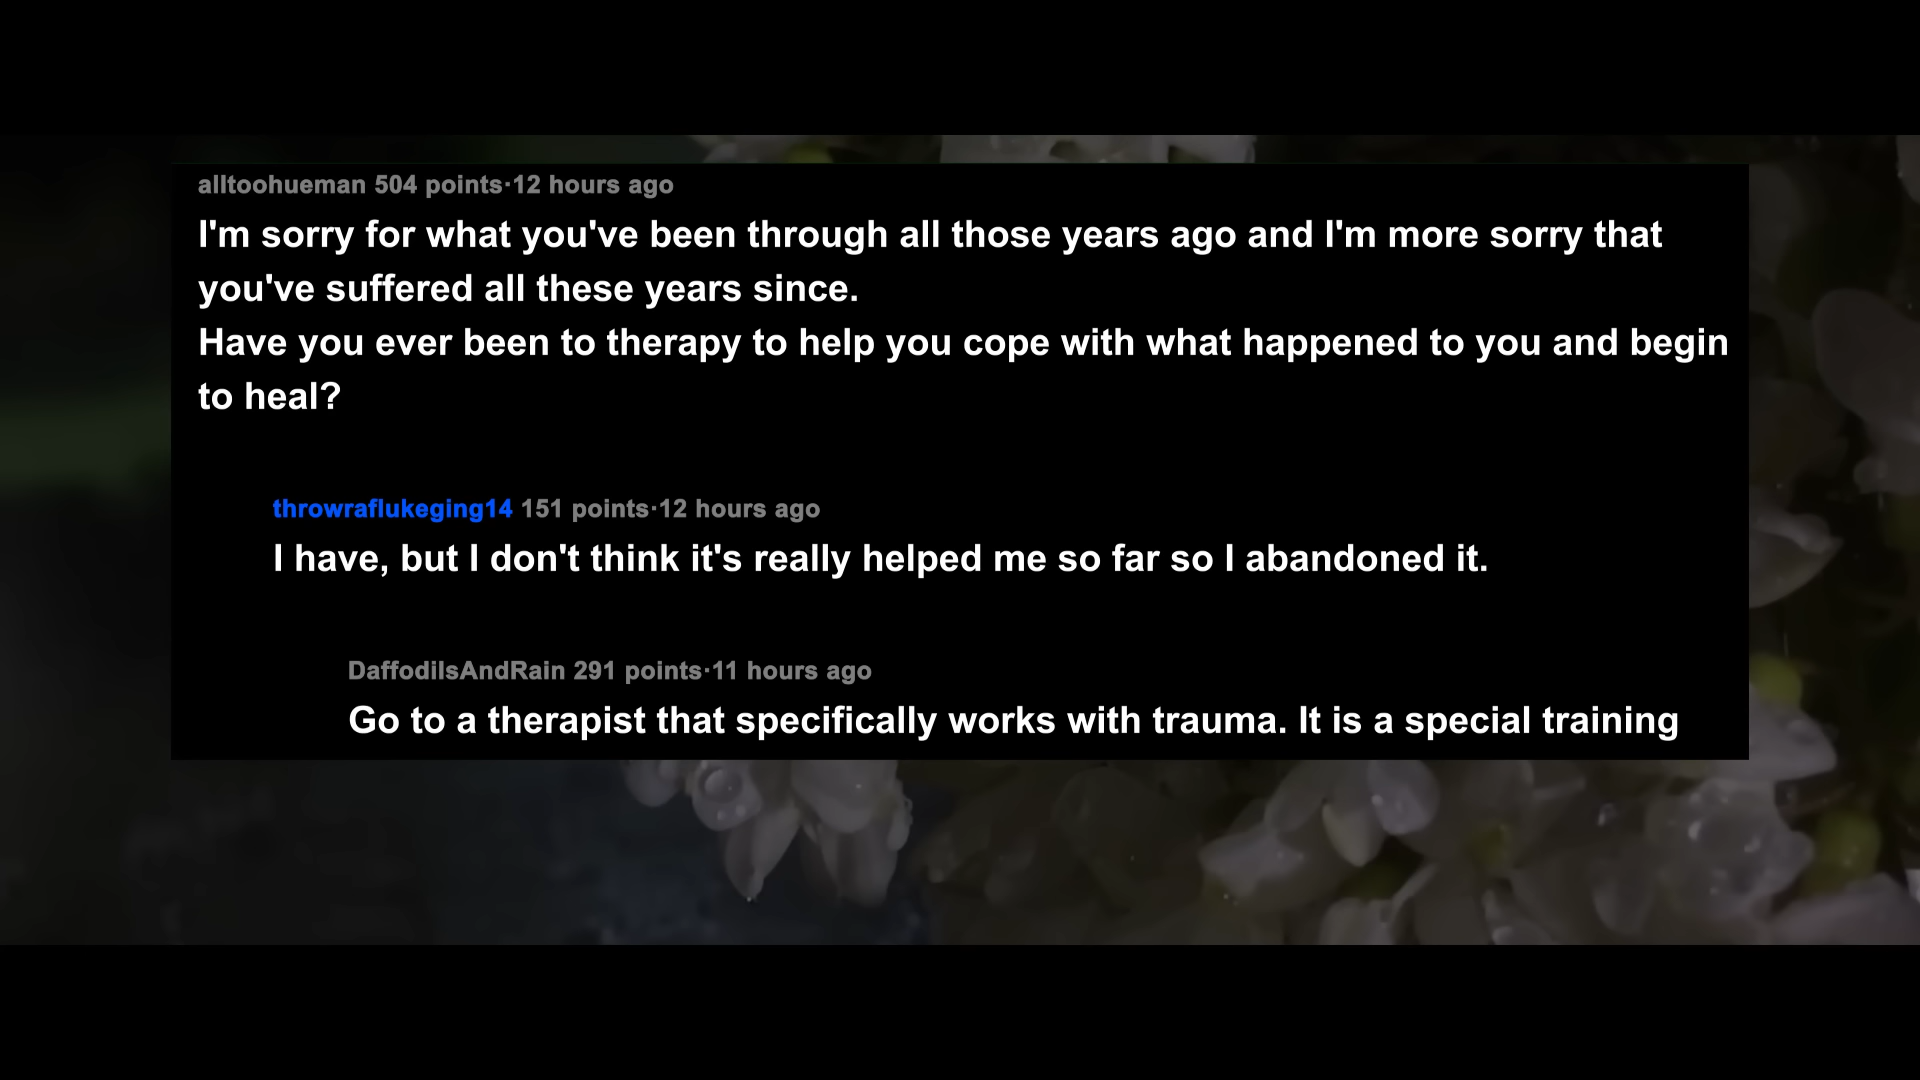 alltoohueman 504 points·12 hours ago
I'm sorry for what you've been through all those years ago and I'm more sorry that
you've suffered all these years since.
Have you ever been to therapy to help you cope with what happened to you and begin
to heal?
throwraflukeging14 151 points·12 hours ago
I have, but I don't think it's really helped me so far so I abandoned it.
DaffodilsAndRain 291 points·11 hours ago
Go to a therapist that specifically works with trauma. It is a special training